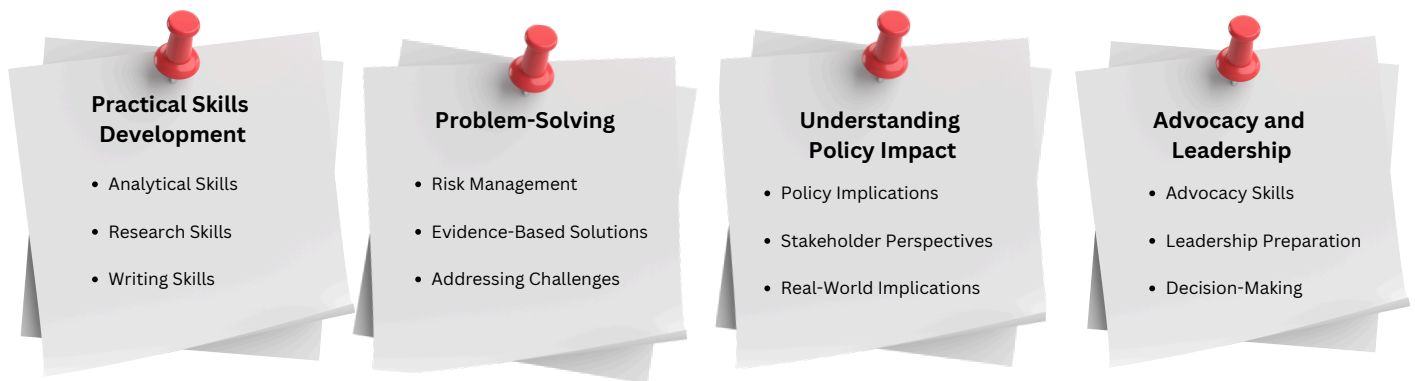 Practical Skills
Development
• Analytical Skills
• Research Skills
• Writing Skills
Problem-Solving
• Risk Management
• Evidence-Based Solutions
• Addressing Challenges
Understanding
Policy Impact
• Policy Implications
• Stakeholder Perspectives
• Real-World Implications
Advocacy and
Leadership
• Advocacy Skills
• Leadership Preparation
• Decision-Making